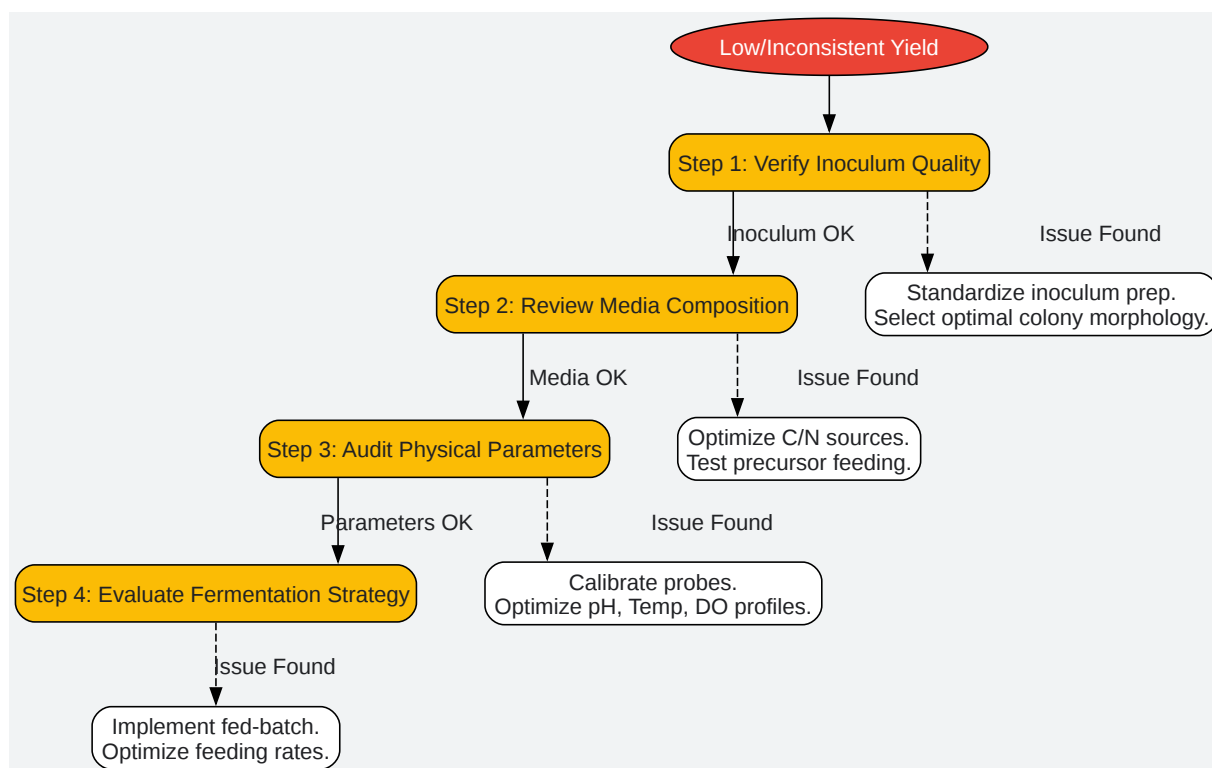 Low/Inconsistent Yield
Step 1: Verify Inoculum Quality
Inoculum OK
Issue Found
Standardize inoculum prep.
Select optimal colony morphology.
Step 2: Review Media Composition
Media OK
Issue Found
Optimize C/N sources.
Test precursor feeding.
Step 3: Audit Physical Parameters
Parameters OK
Issue Found
Calibrate probes.
Optimize pH, Temp, DO profiles.
Step 4: Evaluate Fermentation Strategy
Issue Found
Implement fed-batch.
Optimize feeding rates.